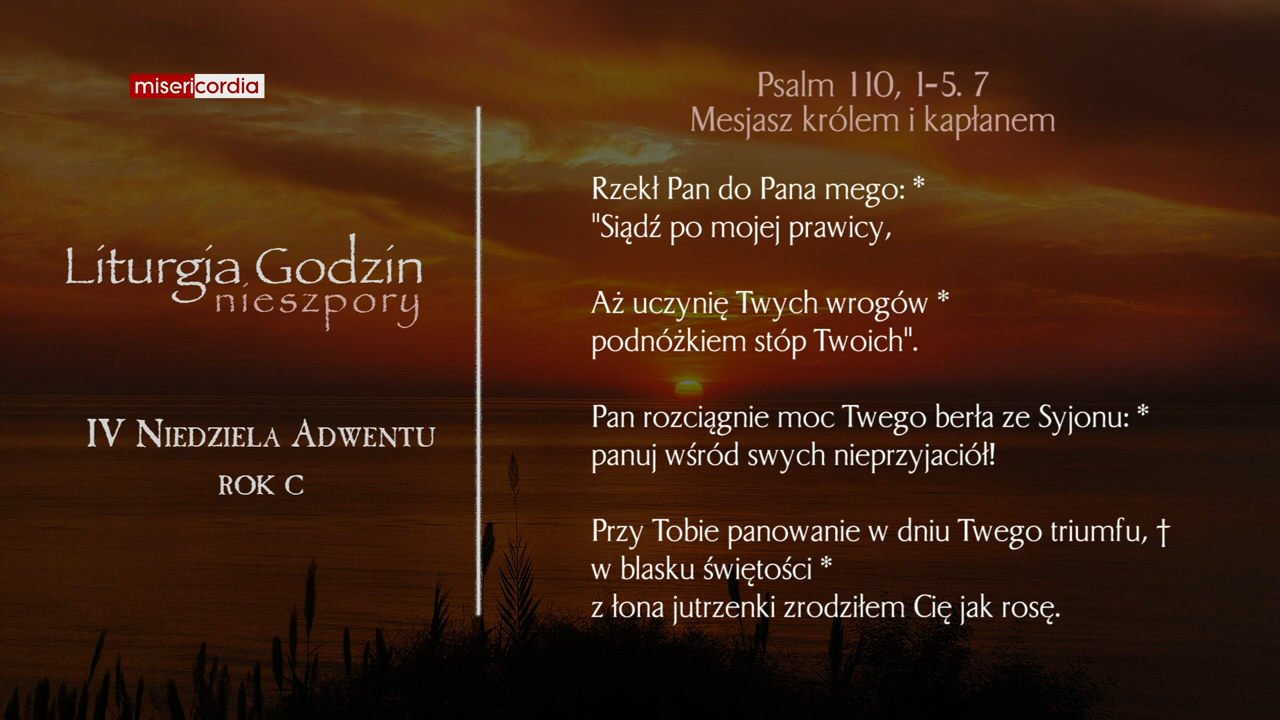 misericordia
Liturgia Godzin
nieszpory
IV Niedziela Adwentu
rok C
Psalm 110, 1-5. 7
Mesjasz królem i kapłanem
Rzekł Pan do Pana mego: *
"Siądź po mojej prawicy,
Aż uczynię Twych wrogów *
podnóżkiem stóp Twoich".
Pan rozciągnie moc Twego berła ze Syjonu: *
panuj wśród swych nieprzyjaciół!
Przy Tobie panowanie w dniu Twego triumfu, †
w blasku świętości *
z łona jutrzenki zrodziłem Cię jak rosę.